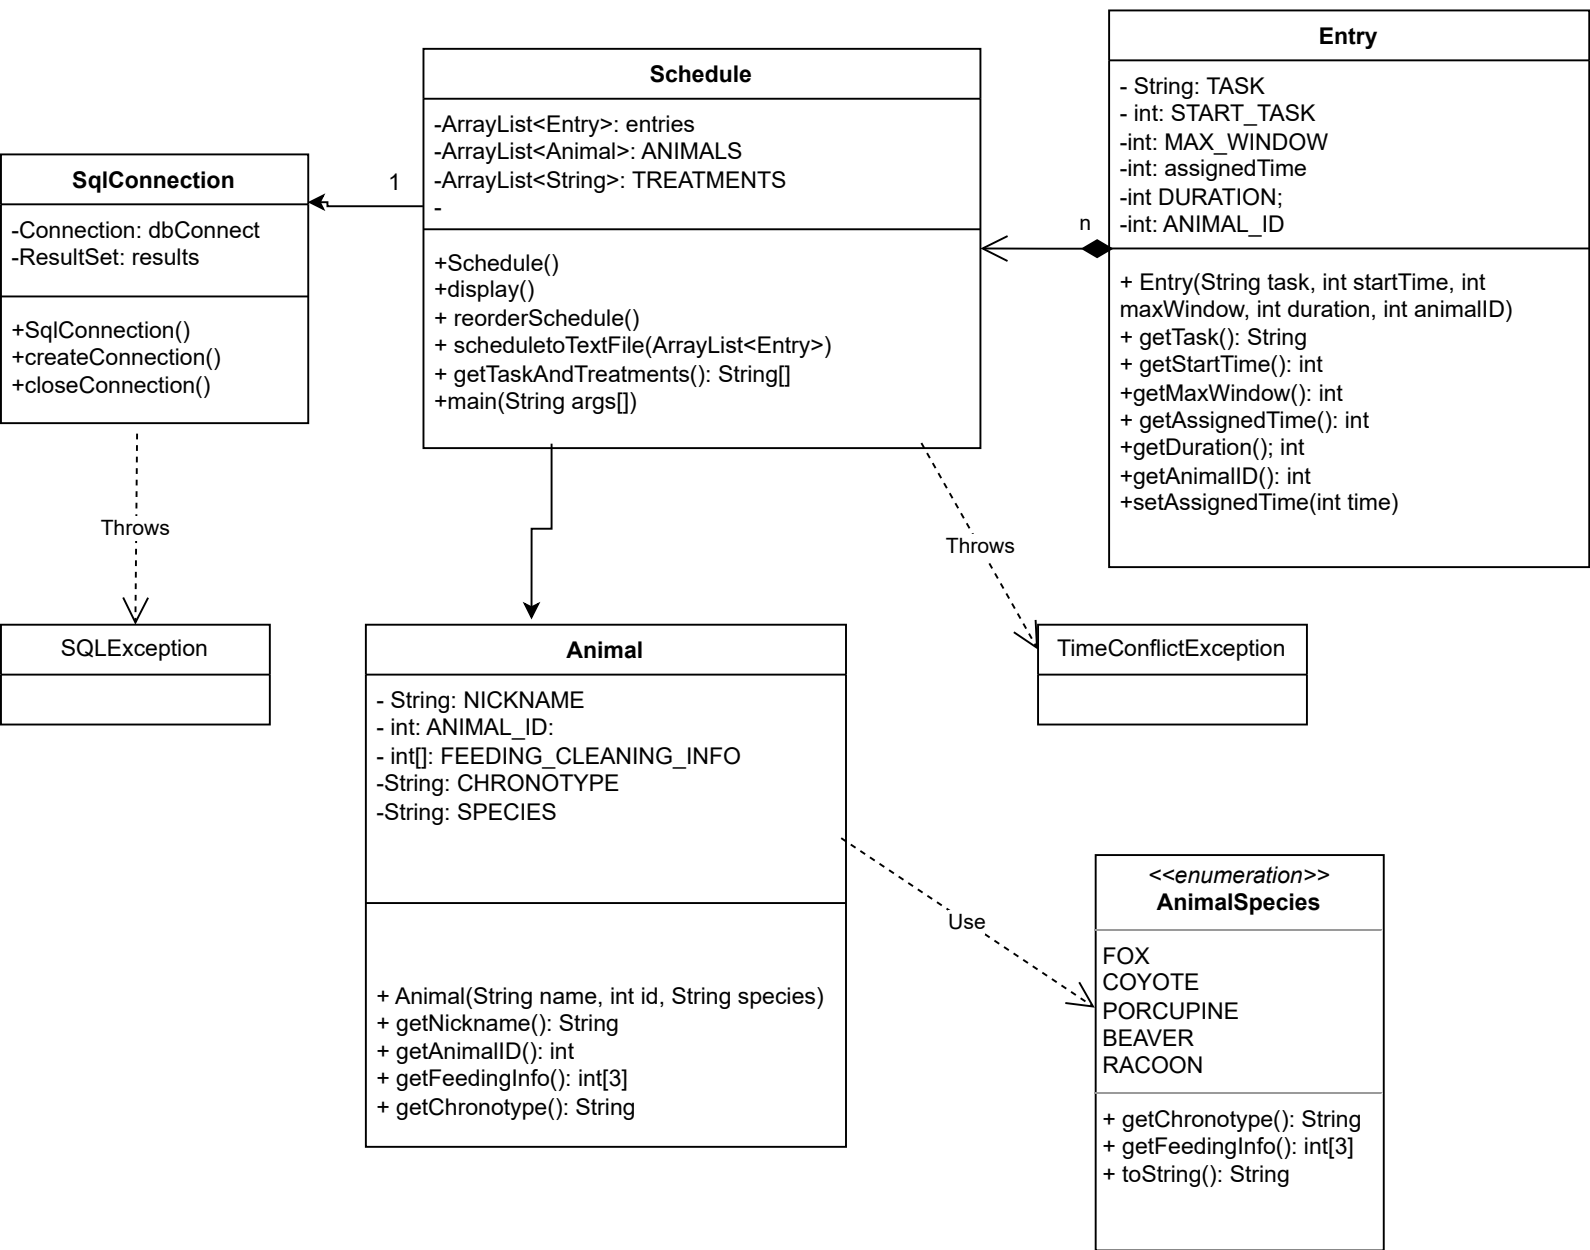 Entry
- String: TASK
- int: START_TASK
-int: MAX_WINDOW
-int: assignedTime
-int DURATION;
-int: ANIMAL_ID
+ Entry(String task, int startTime, int
maxWindow, int duration, int animalID)
+ getTask(): String
+ getStartTime(): int
+getMaxWindow(): int
+ getAssignedTime(): int
+getDuration(); int
+getAnimalID(): int
+setAssignedTime(int time)
n
Schedule
-ArrayList<Entry>: entries
-ArrayList<Animal>: ANIMALS
-ArrayList<String>: TREATMENTS
-
+Schedule()
+display()
+ reorderSchedule()
+ scheduletoTextFile(ArrayList<Entry>)
+ getTaskAndTreatments(): String[]
+main(String args[])
1
SqlConnection
-Connection: dbConnect
-ResultSet: results
+SqlConnection()
+createConnection()
+closeConnection()
Throws
Throws
SQLException
TimeConflictException
Animal
- String: NICKNAME
- int: ANIMAL_ID:
- int[]: FEEDING_CLEANING_INFO
-String: CHRONOTYPE
-String: SPECIES
+ Animal(String name, int id, String species)
+ getNickname(): String
+ getAnimalID(): int
+ getFeedingInfo(): int[3]
+ getChronotype(): String
Use
<<enumeration>>
AnimalSpecies
FOX
COYOTE
PORCUPINE
BEAVER
RACOON
+ getChronotype(): String
+ getFeedingInfo(): int[3]
+ toString(): String